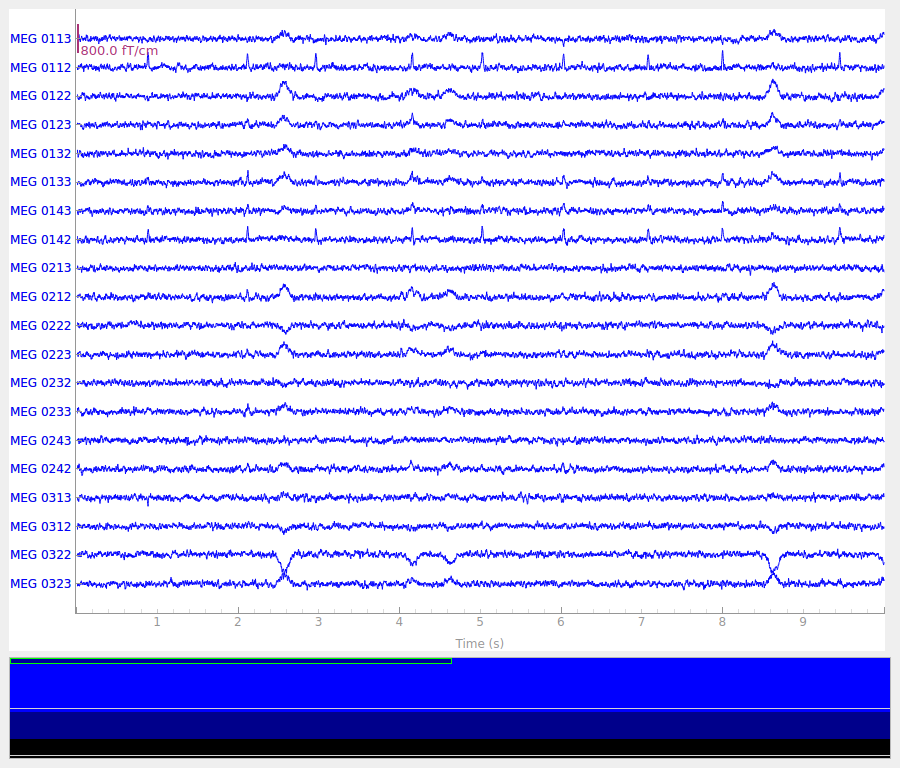 MEG 0113
800.0 fT/cm
MEG 0112
MEG 0122
MEG 0123
MEG 0132
MEG 0133
MEG 0143
MEG 0142
MEG 0213
MEG 0212
MEG 0222
MEG 0223
MEG 0232
MEG 0233
MEG 0243
MEG 0242
MEG 0313
MEG 0312
MEG 0322
MEG 0323
1 2 3 4 5 6 7 8 9
Time (s)